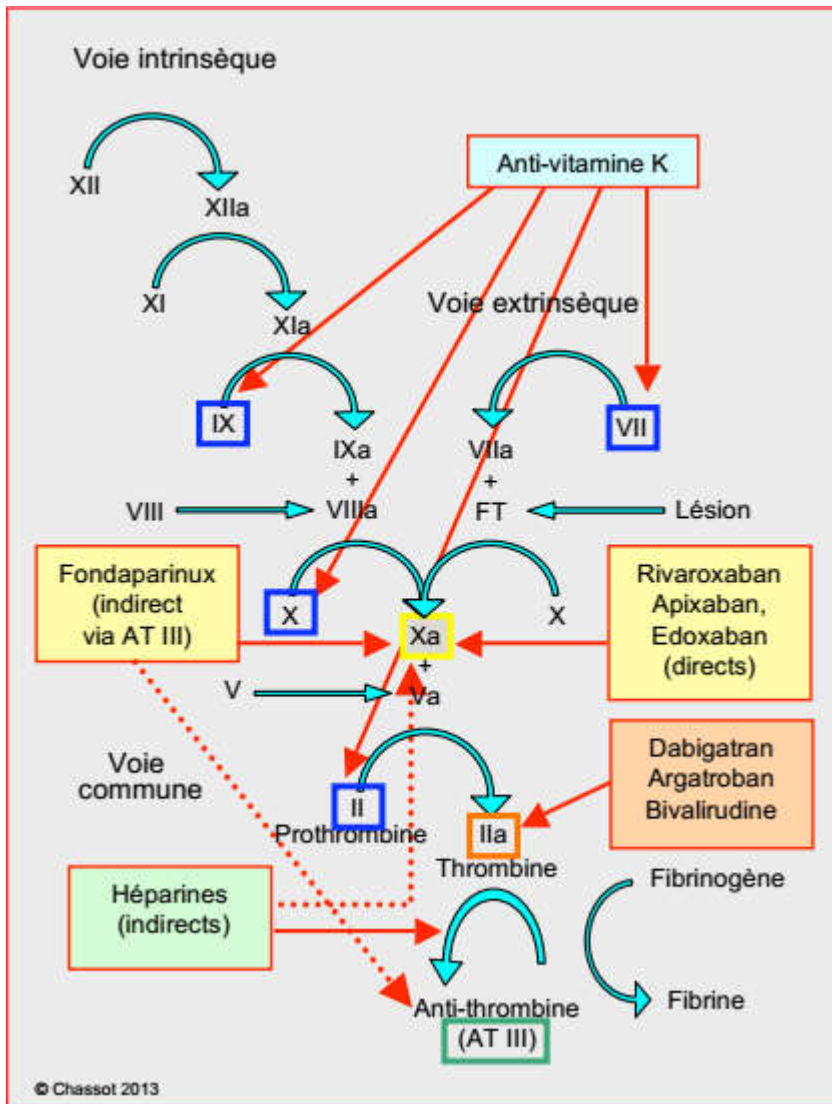 Voie intrinsèque
Anti-vitamine K
XII
XIIa
XI
XIa
Voie extrinsèque
IX
VII
IXa
+
VIIIa
VIIa
+
FT
VIII
Lésion
Fondaparinux
(indirect
via AT III)
X
Xa
+
Va
X
Rivaroxaban
Apixaban,
Edoxaban
(directs)
V
Voie
commune
II
Prothrombine
IIa
Thrombine
Dabigatran
Argatroban
Bivalirudine
Héparines
(indirects)
Fibrinogène
Anti-thrombine
(AT III)
Fibrine
© Chassot 2013